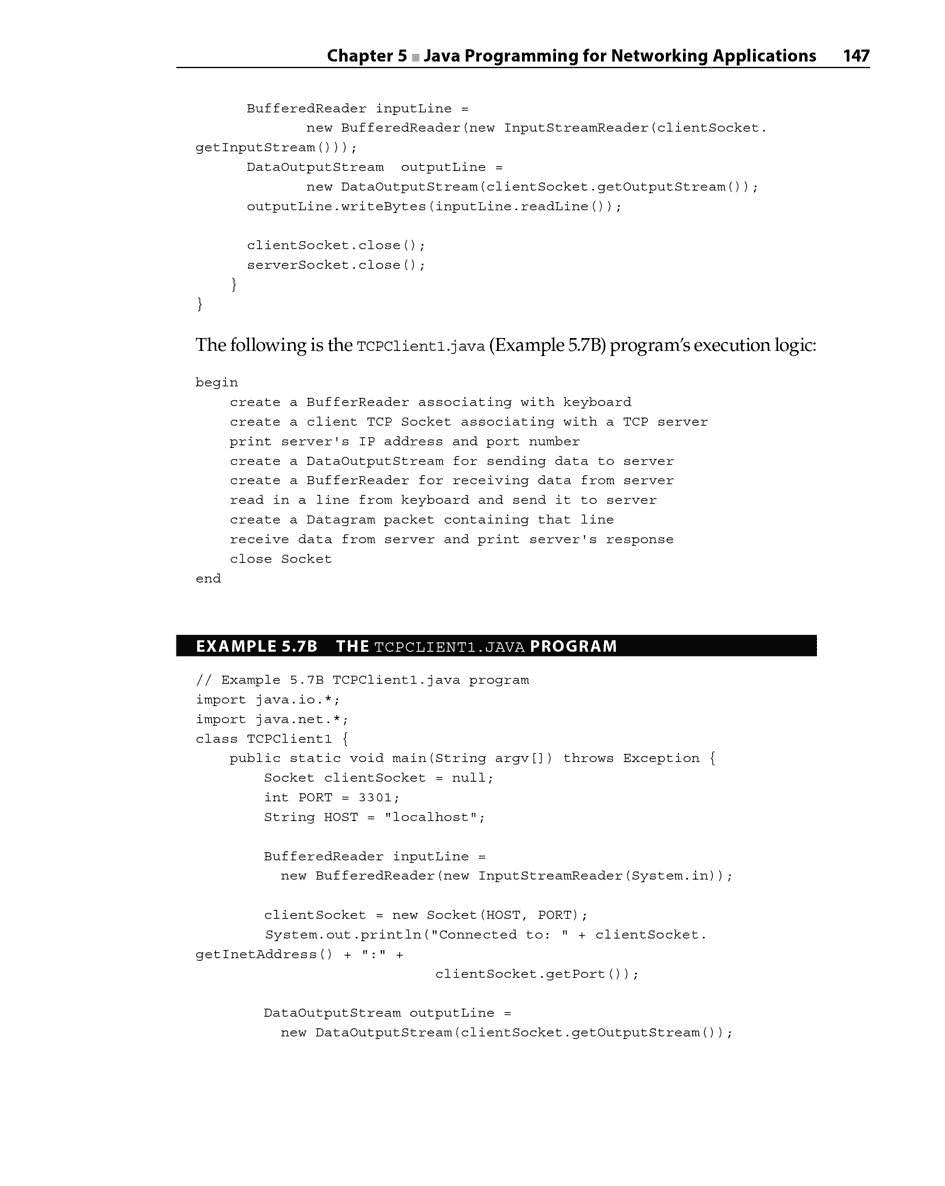 Chapter 5 ■ Java Programming for Networking Applications 147
BufferedReader inputLine =
new BufferedReader(new InputStreamReader(clientSocket.
getInputStream()));
DataOutputStream outputLine =
new DataOutputStream(clientSocket.getOutputStream());
outputLine.writeBytes(inputLine.readLine());
clientSocket.close();
serverSocket.close();
}
}
The following is the TCPClient1.java (Example 5.7B) program's execution logic:
begin
create a BufferReader associating with keyboard
create a client TCP Socket associating with a TCP server
print server's IP address and port number
create a DataOutputStream for sending data to server
create a BufferReader for receiving data from server
read in a line from keyboard and send it to server
create a Datagram packet containing that line
receive data from server and print server's response
close Socket
end
EXAMPLE 5.7B THE TCPCLIENT1.JAVA PROGRAM
// Example 5.7B TCPClient1.java program
import java.io.*;
import java.net.*;
class TCPClient1 {
public static void main(String argv[]) throws Exception {
Socket clientSocket = null;
int PORT = 3301;
String HOST = "localhost";
BufferedReader inputLine =
new BufferedReader(new InputStreamReader(System.in));
clientSocket = new Socket(HOST, PORT);
System.out.println("Connected to: " + clientSocket.
getInetAddress() + ":" +
clientSocket.getPort());
DataOutputStream outputLine =
new DataOutputStream(clientSocket.getOutputStream());